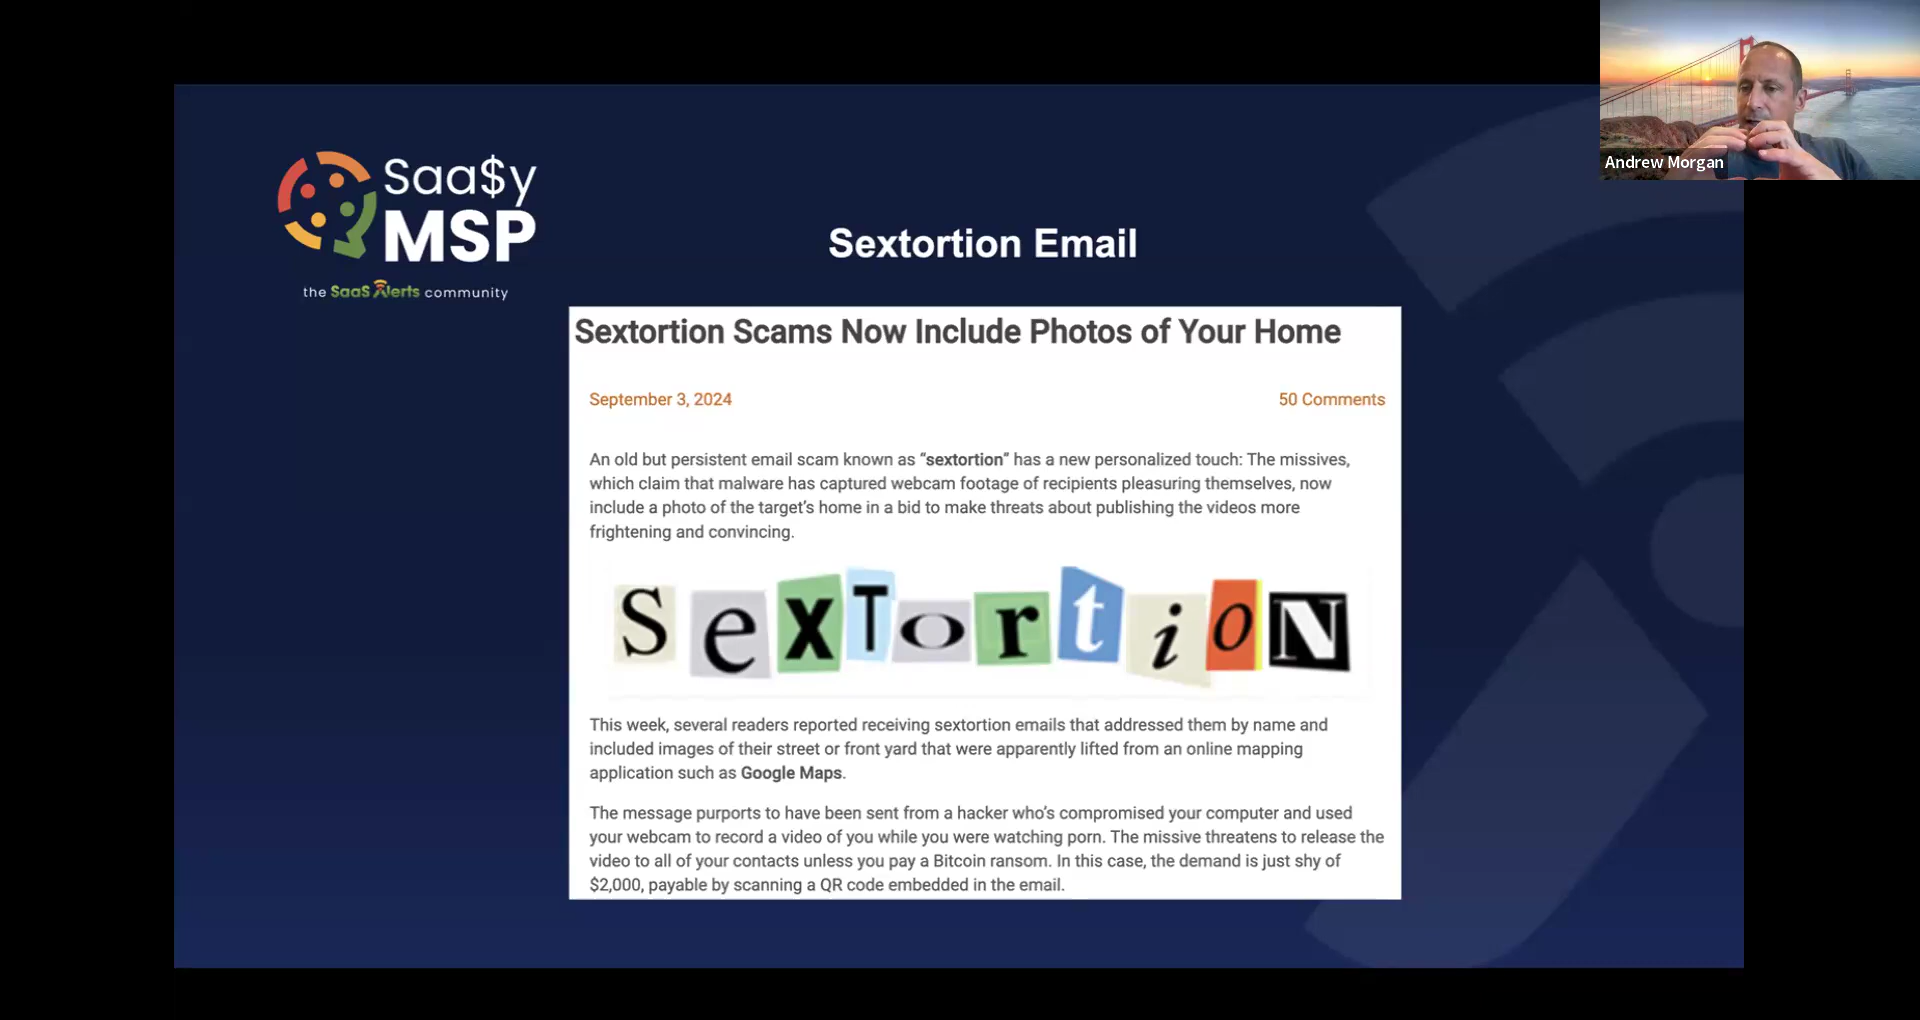 Andrew Morgan
Saa$y
MSP
the SaaS Alerts community
Sextortion Email
Sextortion Scams Now Include Photos of Your Home
September 3, 2024
50 Comments
An old but persistent email scam known as “sextortion” has a new personalized touch: The missives,
which claim that malware has captured webcam footage of recipients pleasuring themselves, now
include a photo of the target’s home in a bid to make threats about publishing the videos more
frightening and convincing.
SexTortioN
This week, several readers reported receiving sextortion emails that addressed them by name and
included images of their street or front yard that were apparently lifted from an online mapping
application such as Google Maps.
The message purports to have been sent from a hacker who’s compromised your computer and used
your webcam to record a video of you while you were watching porn. The missive threatens to release the
video to all of your contacts unless you pay a Bitcoin ransom. In this case, the demand is just shy of
$2,000, payable by scanning a QR code embedded in the email.